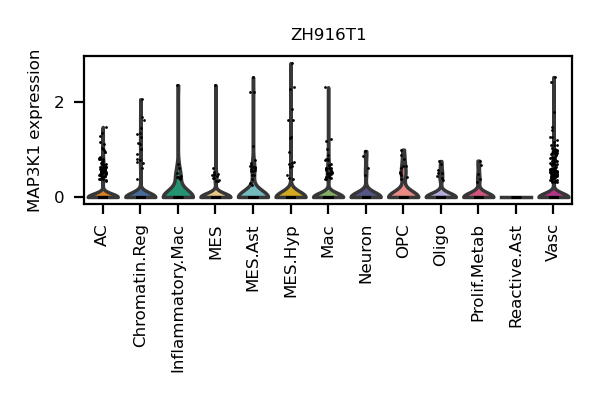 ZH916T1
MAP3K1 expression
2
0
AC
Chromatin.Reg
Inflammatory.Mac
MES
MES.Ast
MES.Hyp
Mac
Neuron
OPC
Oligo
Prolif.Metab
Reactive.Ast
Vasc